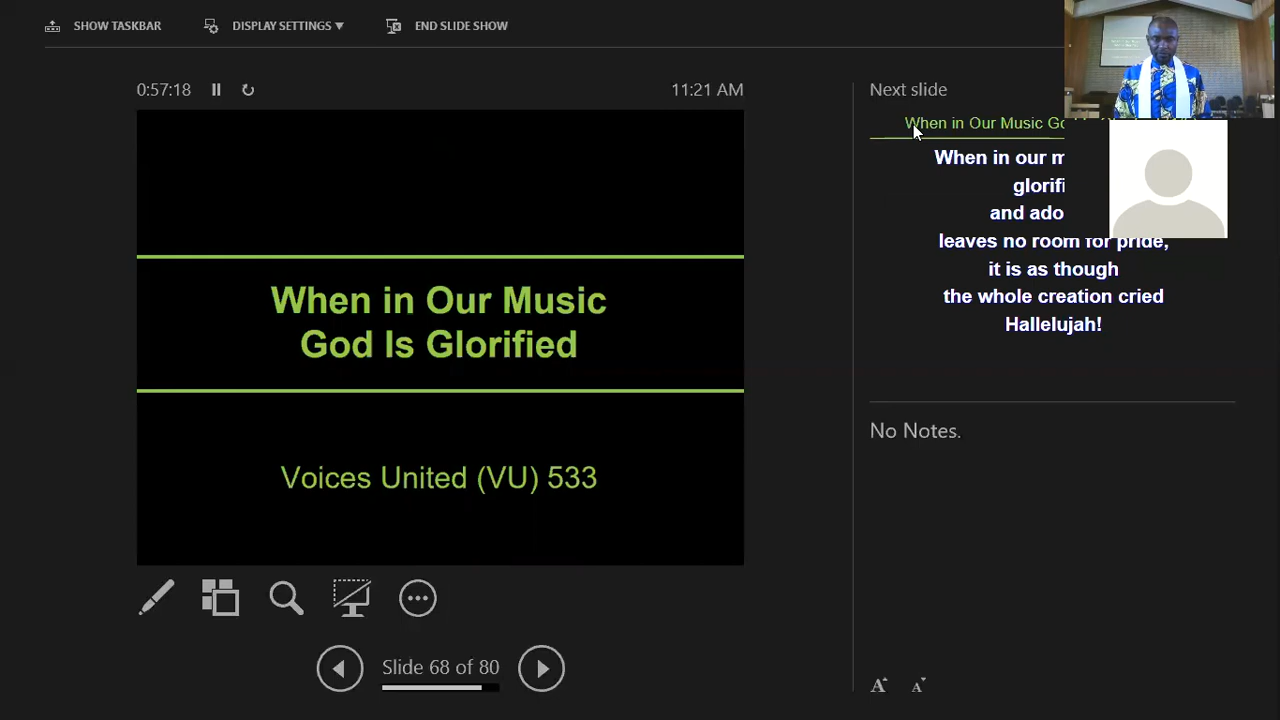 SHOW TASKBAR
DISPLAY SETTINGS
END SLIDE SHOW
0:57:18
11:21 AM
When in Our Music
God Is Glorified
Voices United (VU) 533
Slide 68 of 80
Next slide
When in Our Music
When in our
and
leaves no room for pride,
it is as though
the whole creation cried
Hallelujah!
No Notes.
A
A